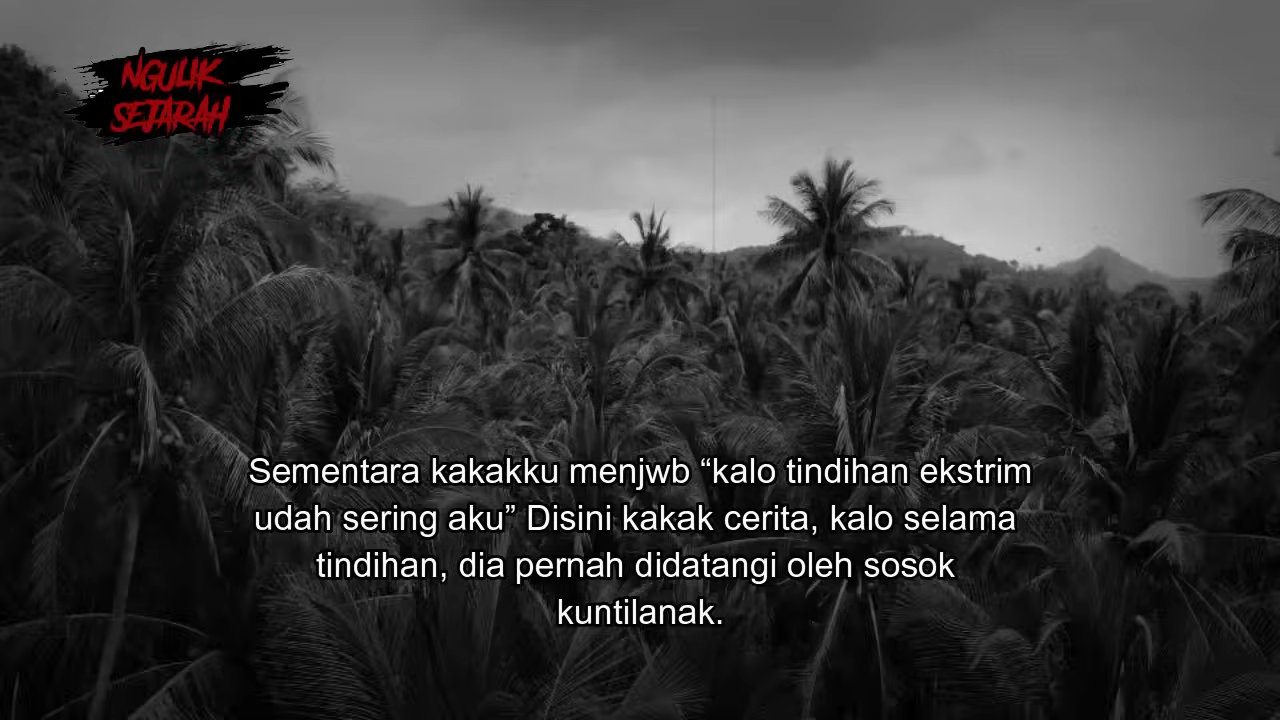 NGULIK
SEJARAH
Sementara kakakku menjwb “kalo tindihan ekstrim
udah sering aku” Disini kakak cerita, kalo selama
tindihan, dia pernah didatangi oleh sosok
kuntilanak.